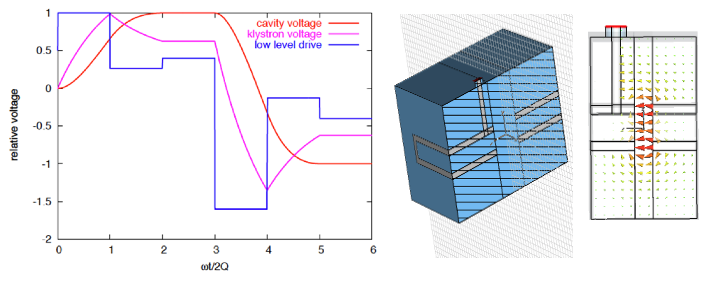 1
0.5
0
-0.5
-1
-1.5
-2
relative voltage
cavity voltage
klystron voltage
low level drive
0 1 2 3 4 5 6
ωt/2Q